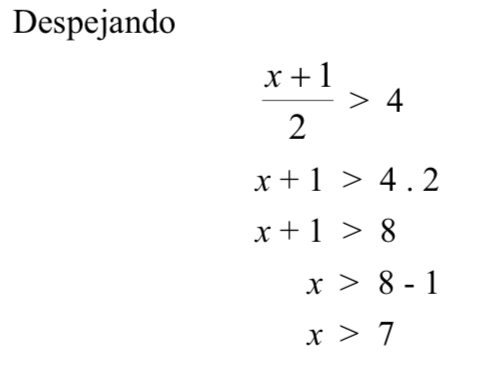 Despejando
x + 1
2
> 4
x + 1 > 4 . 2
x + 1 > 8
x > 8 - 1
x > 7